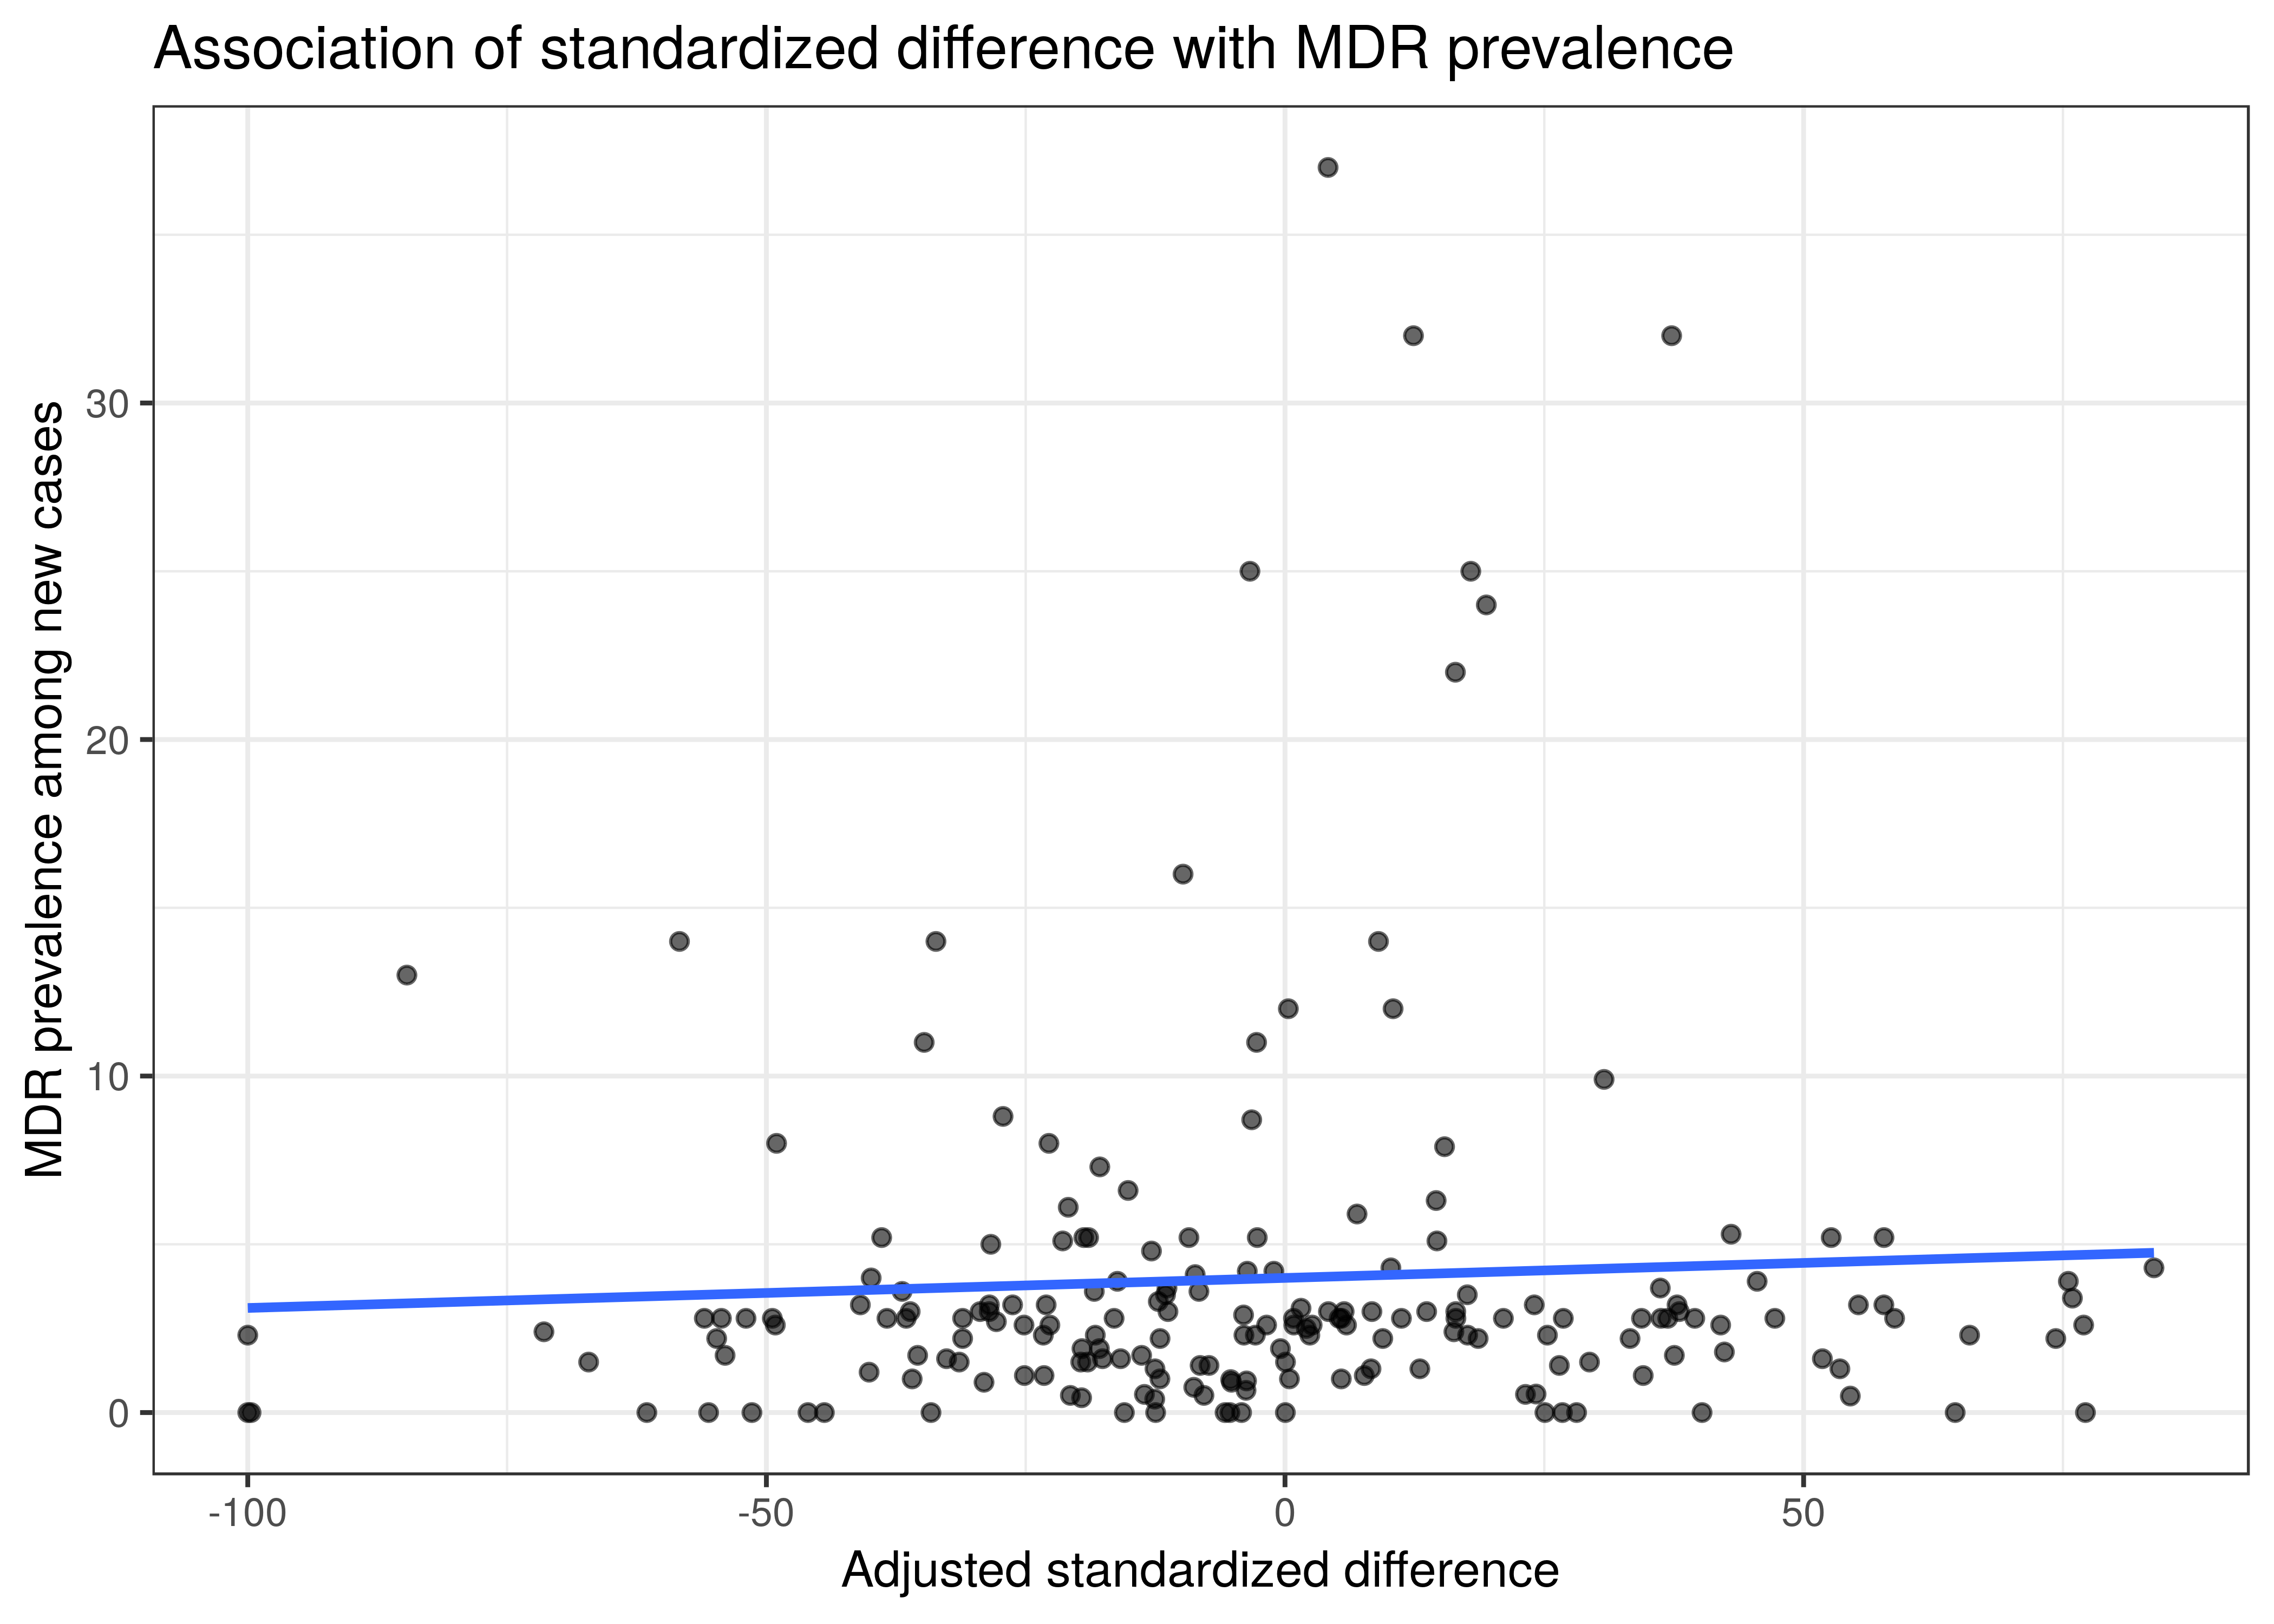 Association of standardized difference with MDR prevalence
MDR prevalence among new cases
30
20
10
0
-100
-50
0
50
Adjusted standardized difference